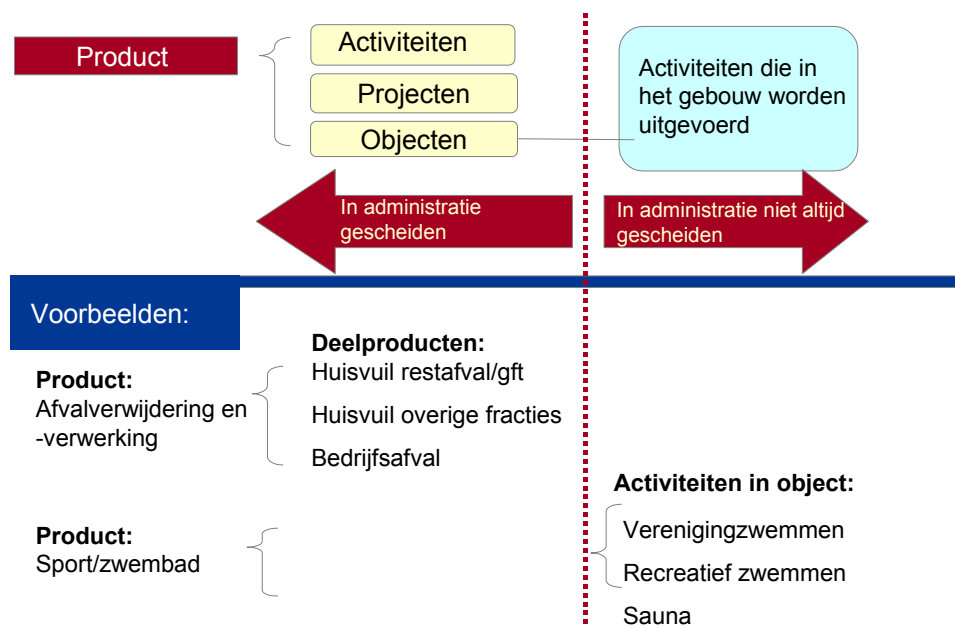 Product
Activiteiten
Projecten
Objecten
Activiteiten die in
het gebouw worden
uitgevoerd
In administratie
gescheiden
In administratie niet altijd
gescheiden
Voorbeelden:
Product:
Afvalverwijdering en
-verwerking
Deelproducten:
Huisvuil restafval/gft
Huisvuil overige fracties
Bedrijfsafval
Product:
Sport/zwembad
Activiteiten in object:
Verenigingzwemmen
Recreatief zwemmen
Sauna